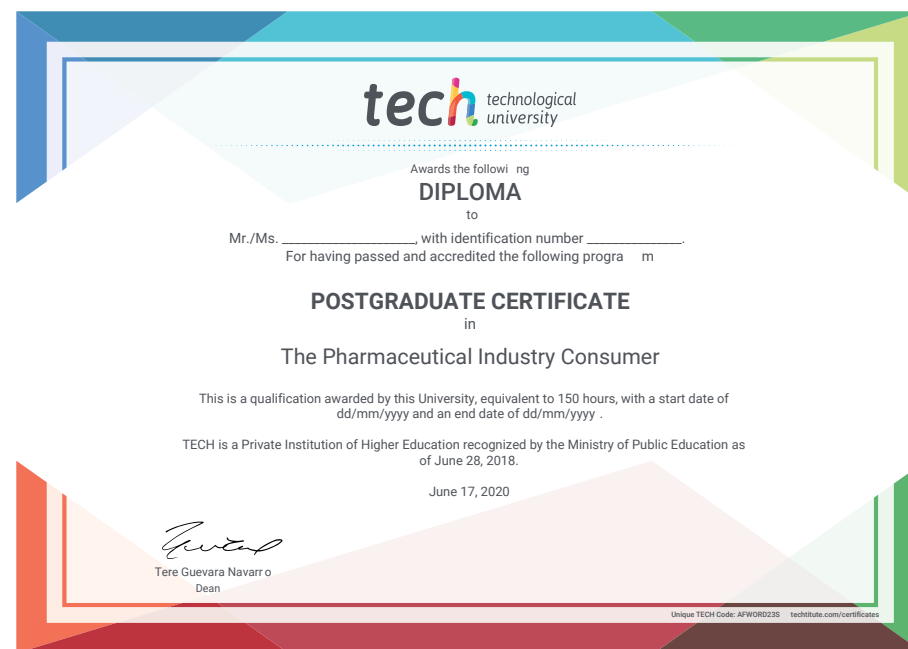 tech technological
university
Awards the followi ng
DIPLOMA
to
Mr./Ms. ____________________, with identification number ______________.
For having passed and accredited the following progra m
POSTGRADUATE CERTIFICATE
in
The Pharmaceutical Industry Consumer
This is a qualification awarded by this University, equivalent to 150 hours, with a start date of
dd/mm/yyyy and an end date of dd/mm/yyyy .
TECH is a Private Institution of Higher Education recognized by the Ministry of Public Education as
of June 28, 2018.
June 17, 2020
Tere Guevara Navarr o
Dean
Unique TECH Code: AFWORD23S techtitute.com/certificates